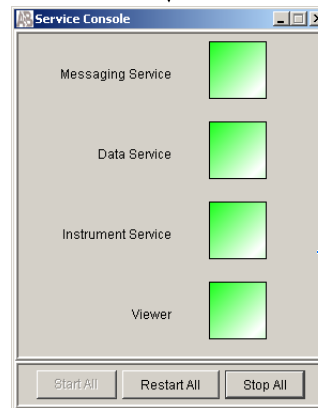 Service Console
Messaging Service
Data Service
Instrument Service
Viewer
Start All Restart All Stop All